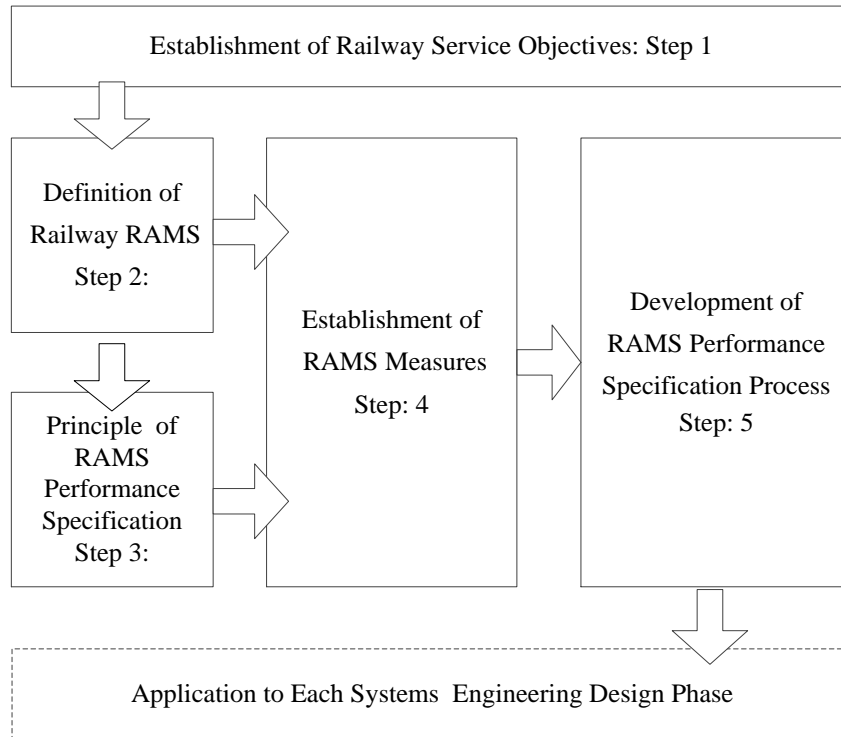 Establishment of Railway Service Objectives: Step 1
Definition of
Railway RAMS
Step 2:
Principle of
RAMS
Performance
Specification
Step 3:
Establishment of
RAMS Measures
Step: 4
Development of
RAMS Performance
Specification Process
Step: 5
Application to Each Systems Engineering Design Phase